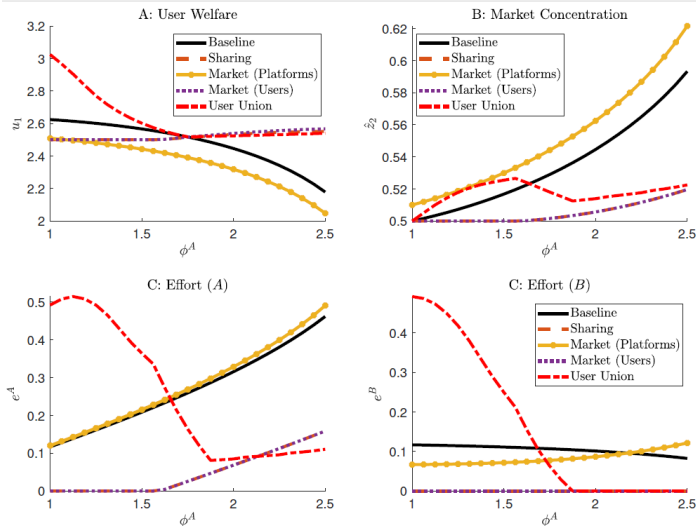 A: User Welfare
3.2
3
2.8
2.6
2.4
2.2
2
u₁
1
1.5
2
2.5
ϕᴬ
Baseline
Sharing
Market (Platforms)
Market (Users)
User Union
B: Market Concentration
0.62
0.6
0.58
0.56
0.54
0.52
0.5
ẑ₂
1
1.5
2
2.5
ϕᴬ
Baseline
Sharing
Market (Platforms)
Market (Users)
User Union
C: Effort (A)
0.5
0.4
0.3
0.2
0.1
0
eᴬ
1
1.5
2
2.5
ϕᴬ
C: Effort (B)
0.4
0.3
0.2
0.1
0
eᴮ
1
1.5
2
2.5
ϕᴬ
Baseline
Sharing
Market (Platforms)
Market (Users)
User Union